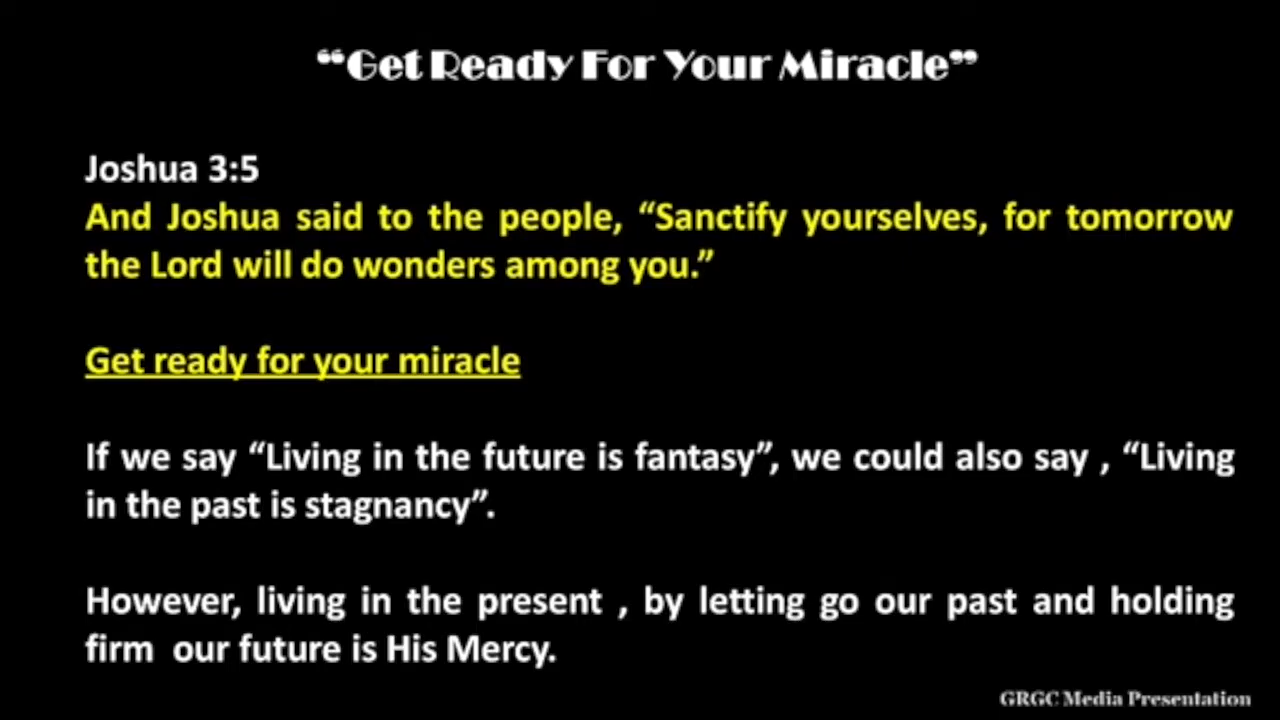 “Get Ready For Your Miracle”
Joshua 3:5
And Joshua said to the people, “Sanctify yourselves, for tomorrow
the Lord will do wonders among you.”
Get ready for your miracle
If we say “Living in the future is fantasy”, we could also say , “Living
in the past is stagnancy”.
However, living in the present , by letting go our past and holding
firm  our future is His Mercy.
GRGC Media Presentation